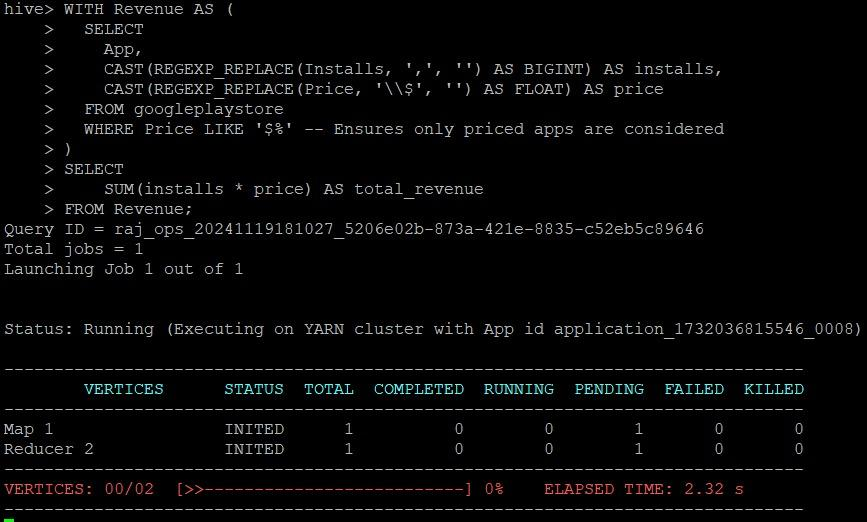 hive> WITH Revenue AS (
    >   SELECT
    >     App,
    >     CAST(REGEXP_REPLACE(Installs, ',', '') AS BIGINT) AS installs,
    >     CAST(REGEXP_REPLACE(Price, '\\$', '') AS FLOAT) AS price
    >   FROM googleplaystore
    >   WHERE Price LIKE '$%' -- Ensures only priced apps are considered
    > )
    > SELECT
    >     SUM(installs * price) AS total_revenue
    > FROM Revenue;
Query ID = raj_ops_20241119181027_5206e02b-873a-421e-8835-c52eb5c89646
Total jobs = 1
Launching Job 1 out of 1
Status: Running (Executing on YARN cluster with App id application_1732036815546_0008)
--------------------------------------------------------------------------------
        VERTICES      STATUS  TOTAL  COMPLETED  RUNNING  PENDING  FAILED  KILLED
--------------------------------------------------------------------------------
Map 1                 INITED      1          0        0        1       0       0
Reducer 2             INITED      1          0        0        1       0       0
--------------------------------------------------------------------------------
VERTICES: 00/02  [>>--------------------------] 0%    ELAPSED TIME: 2.32 s
--------------------------------------------------------------------------------